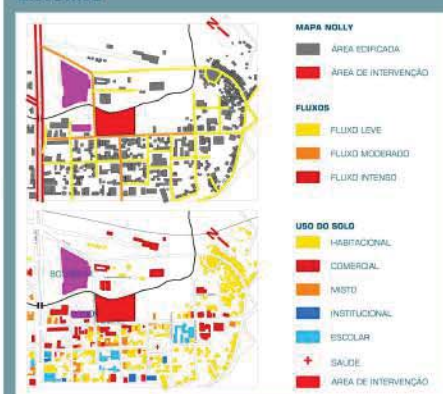 MAPA NOLLY
ÁREA EDIFICADA
ÁREA DE INTERVENÇÃO
FLUXOS
FLUXO LEVE
FLUXO MODERADO
FLUXO INTENSO
USO DO SOLO
HABITACIONAL
COMERCIAL
MISTO
INSTITUCIONAL
ESCOLAR
SAÚDE
ÁREA DE INTERVENÇÃO
N
N